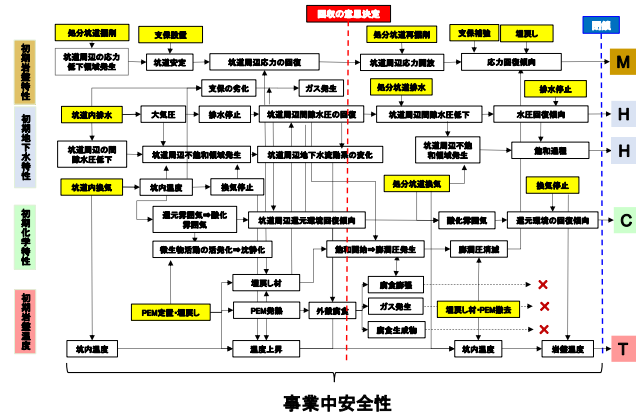 回収の意思決定
閉鎖
処分坑道掘削
支保設置
処分坑道再掘削
支保補強
埋戻し
初期岩盤特性
坑道周辺の応力
低下領域発生
坑道安定
坑道周辺応力の回復
坑道周辺応力開放
応力回復傾向
M
支保の劣化
ガス発生
処分坑道排水
排水停止
初期地下水特性
坑道内排水
大気圧
排水停止
坑道周辺間隙水圧の回復
坑道周辺間隙水圧低下
水圧回復傾向
H
坑道周辺の間
隙水圧低下
坑道周辺不飽和領域発生
坑道周辺地下水流動系の変化
坑道周辺不飽
和領域発生
飽和過程
H
坑道内換気
坑内温度
換気停止
処分坑道換気
換気停止
初期化学特性
還元雰囲気⇒酸化
雰囲気
坑道周辺還元環境回復傾向
酸化雰囲気
還元環境の回復傾向
C
微生物活動の活発化⇒沈静化
飽和開始⇒膨潤圧発生
膨潤圧消滅
埋戻し材
腐食膨張
初期岩盤温度
PEM定置・埋戻し
PEM発熱
外殻腐食
ガス発生
埋戻し材・PEM撤去
腐食生成物
坑内温度
温度上昇
坑内温度
岩盤温度
T
事業中安全性